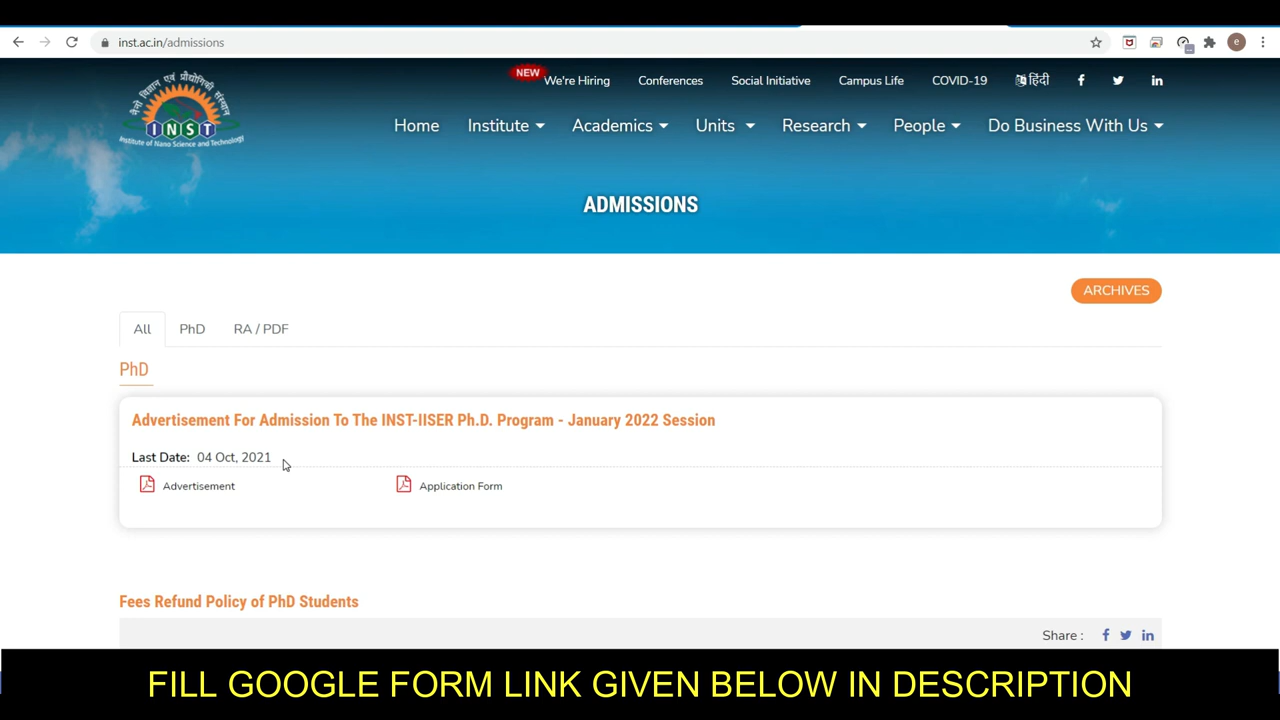 inst.ac.in/admissions
e
नैनो विज्ञान एवं प्रौद्योगिकी संस्थान
INST
Institute of Nano Science and Technology
NEW
We're Hiring
Conferences
Social Initiative
Campus Life
COVID-19
हिंदी
Home
Institute
Academics
Units
Research
People
Do Business With Us
ADMISSIONS
ARCHIVES
All
PhD
RA / PDF
PhD
Advertisement For Admission To The INST-IISER Ph.D. Program - January 2022 Session
Last Date: 04 Oct, 2021
Advertisement
Application Form
Fees Refund Policy of PhD Students
Share :
FILL GOOGLE FORM LINK GIVEN BELOW IN DESCRIPTION